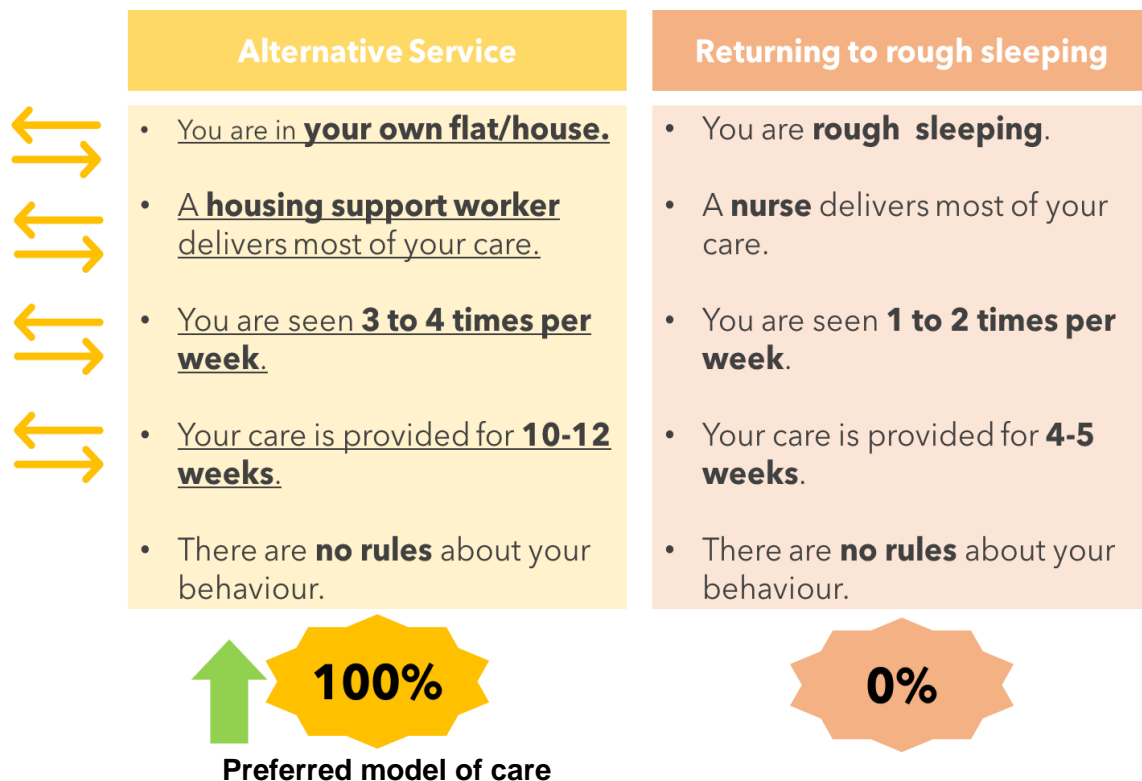 Alternative Service
• You are in your own flat/house.
• A housing support worker
delivers most of your care.
• You are seen 3 to 4 times per
week.
• Your care is provided for 10-12
weeks.
• There are no rules about your
behaviour.
100%
Preferred model of care
Returning to rough sleeping
• You are rough sleeping.
• A nurse delivers most of your
care.
• You are seen 1 to 2 times per
week.
• Your care is provided for 4-5
weeks.
• There are no rules about your
behaviour.
0%